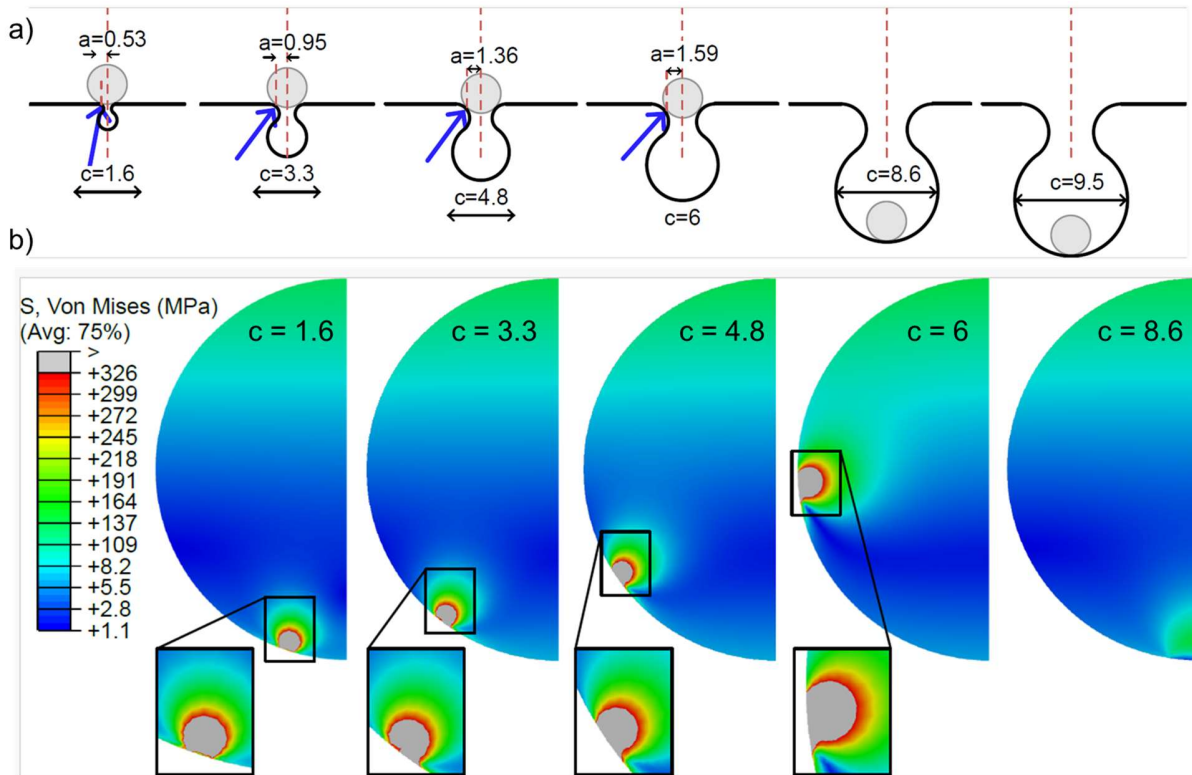 a)
a=0.53 a=0.95 a=1.36 a=1.59
c=1.6 c=3.3 c=4.8 c=6 c=8.6 c=9.5
b)
S, Von Mises (MPa)
(Avg: 75%)
>
+326
+299
+272
+245
+218
+191
+164
+137
+109
+8.2
+5.5
+2.8
+1.1
c = 1.6 c = 3.3 c = 4.8 c = 6 c = 8.6